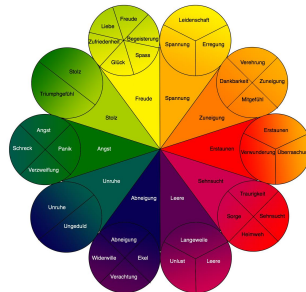 Freude
Liebe
Begeisterung
Zufriedenheit
Spass
Glück
Leidenschaft
Spannung
Erregung
Verehrung
Dankbarkeit
Zuneigung
Mitgefühl
Stolz
Triumphgefühl
Freude
Spannung
Stolz
Zuneigung
Angst
Schreck
Panik
Verzweiflung
Angst
Erstaunen
Erstaunen
Verwunderung
Unruhe
Sehnsucht
Unruhe
Ungeduld
Abneigung
Leere
Traurigkeit
Sehnsucht
Heimweh
Abneigung
Widerwille
Ekel
Verachtung
Langeweile
Unlust
Leere